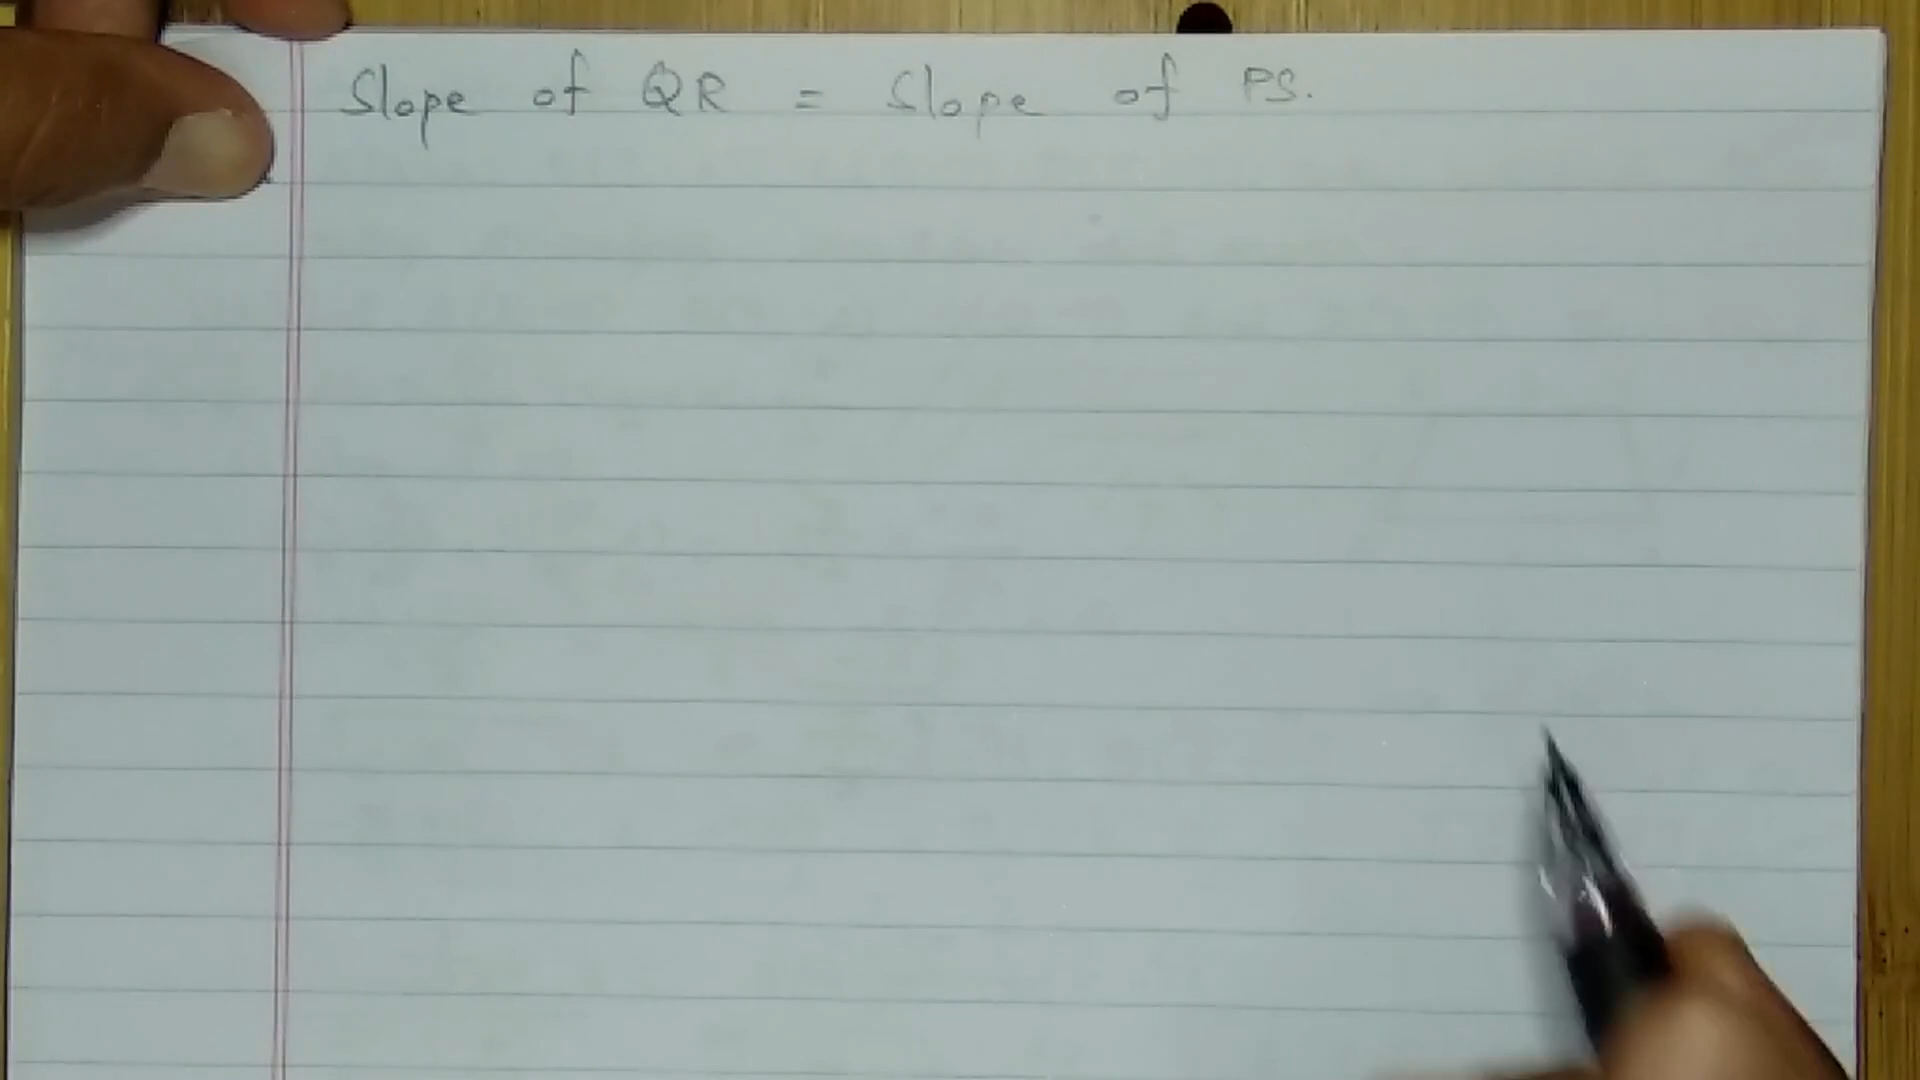 Slope of QR = Slope of PS.